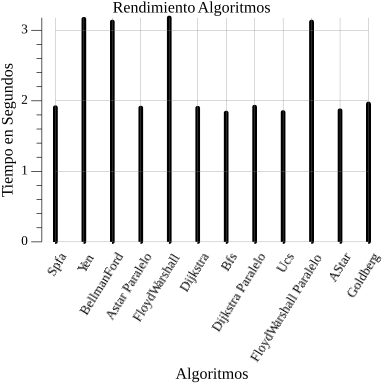 Rendimiento Algoritmos
Tiempo en Segundos
3
2
1
0
Spfa
Yen
BellmanFord
Astar Paralelo
FloydWarshall
Dijkstra
Bfs
Dijkstra Paralelo
Ucs
FloydWarshall Paralelo
AStar
Goldberg
Algoritmos